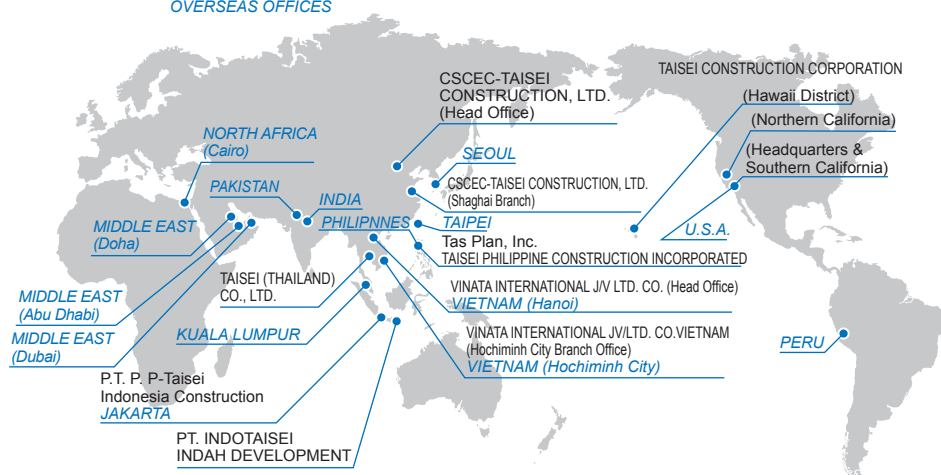 OVERSEAS OFFICES
TAISEI CONSTRUCTION CORPORATION
(Hawaii District)
(Northern California)
(Headquarters &
Southern California)
U.S.A.
CSCEC-TAISEI
CONSTRUCTION, LTD.
(Head Office)
NORTH AFRICA
(Cairo)
SEOUL
PAKISTAN
INDIA
CSCEC-TAISEI CONSTRUCTION, LTD.
(Shaghai Branch)
MIDDLE EAST
(Doha)
PHILIPNNES
TAIPEI
Tas Plan, Inc.
TAISEI PHILIPPINE CONSTRUCTION INCORPORATED
TAISEI (THAILAND)
CO., LTD.
VINATA INTERNATIONAL J/V LTD. CO. (Head Office)
VIETNAM (Hanoi)
MIDDLE EAST
(Abu Dhabi)
MIDDLE EAST
(Dubai)
KUALA LUMPUR
VINATA INTERNATIONAL JV/LTD. CO.VIETNAM
(Hochiminh City Branch Office)
VIETNAM (Hochiminh City)
PERU
P.T. P. P-Taisei
Indonesia Construction
JAKARTA
PT. INDOTAISEI
INDAH DEVELOPMENT